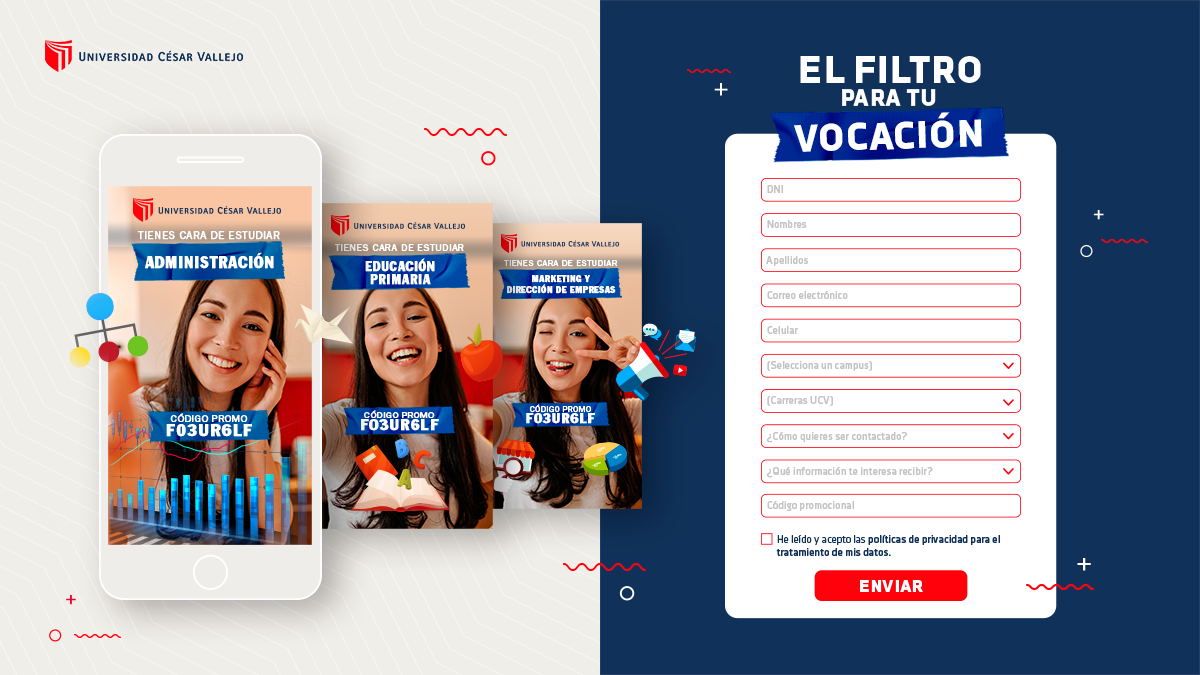 UNIVERSIDAD CÉSAR VALLEJO
UNIVERSIDAD CÉSAR VALLEJO
TIENES CARA DE ESTUDIAR
ADMINISTRACIÓN
CÓDIGO PROMO
F03UR6LF
UNIVERSIDAD CÉSAR VALLEJO
TIENES CARA DE ESTUDIAR
EDUCACIÓN
PRIMARIA
CÓDIGO PROMO
F03UR6LF
B
C
A
UNIVERSIDAD CÉSAR VALLEJO
TIENES CARA DE ESTUDIAR
MARKETING Y
DIRECCIÓN DE EMPRESAS
CÓDIGO PROMO
F03UR6LF
EL FILTRO
PARA TU
VOCACIÓN
DNI
Nombres
Apellidos
Correo electrónico
Celular
(Selecciona un campus)
(Carreras UCV)
¿Cómo quieres ser contactado?
¿Qué información te interesa recibir?
Código promocional
He leído y acepto las políticas de privacidad para el
tratamiento de mis datos.
ENVIAR